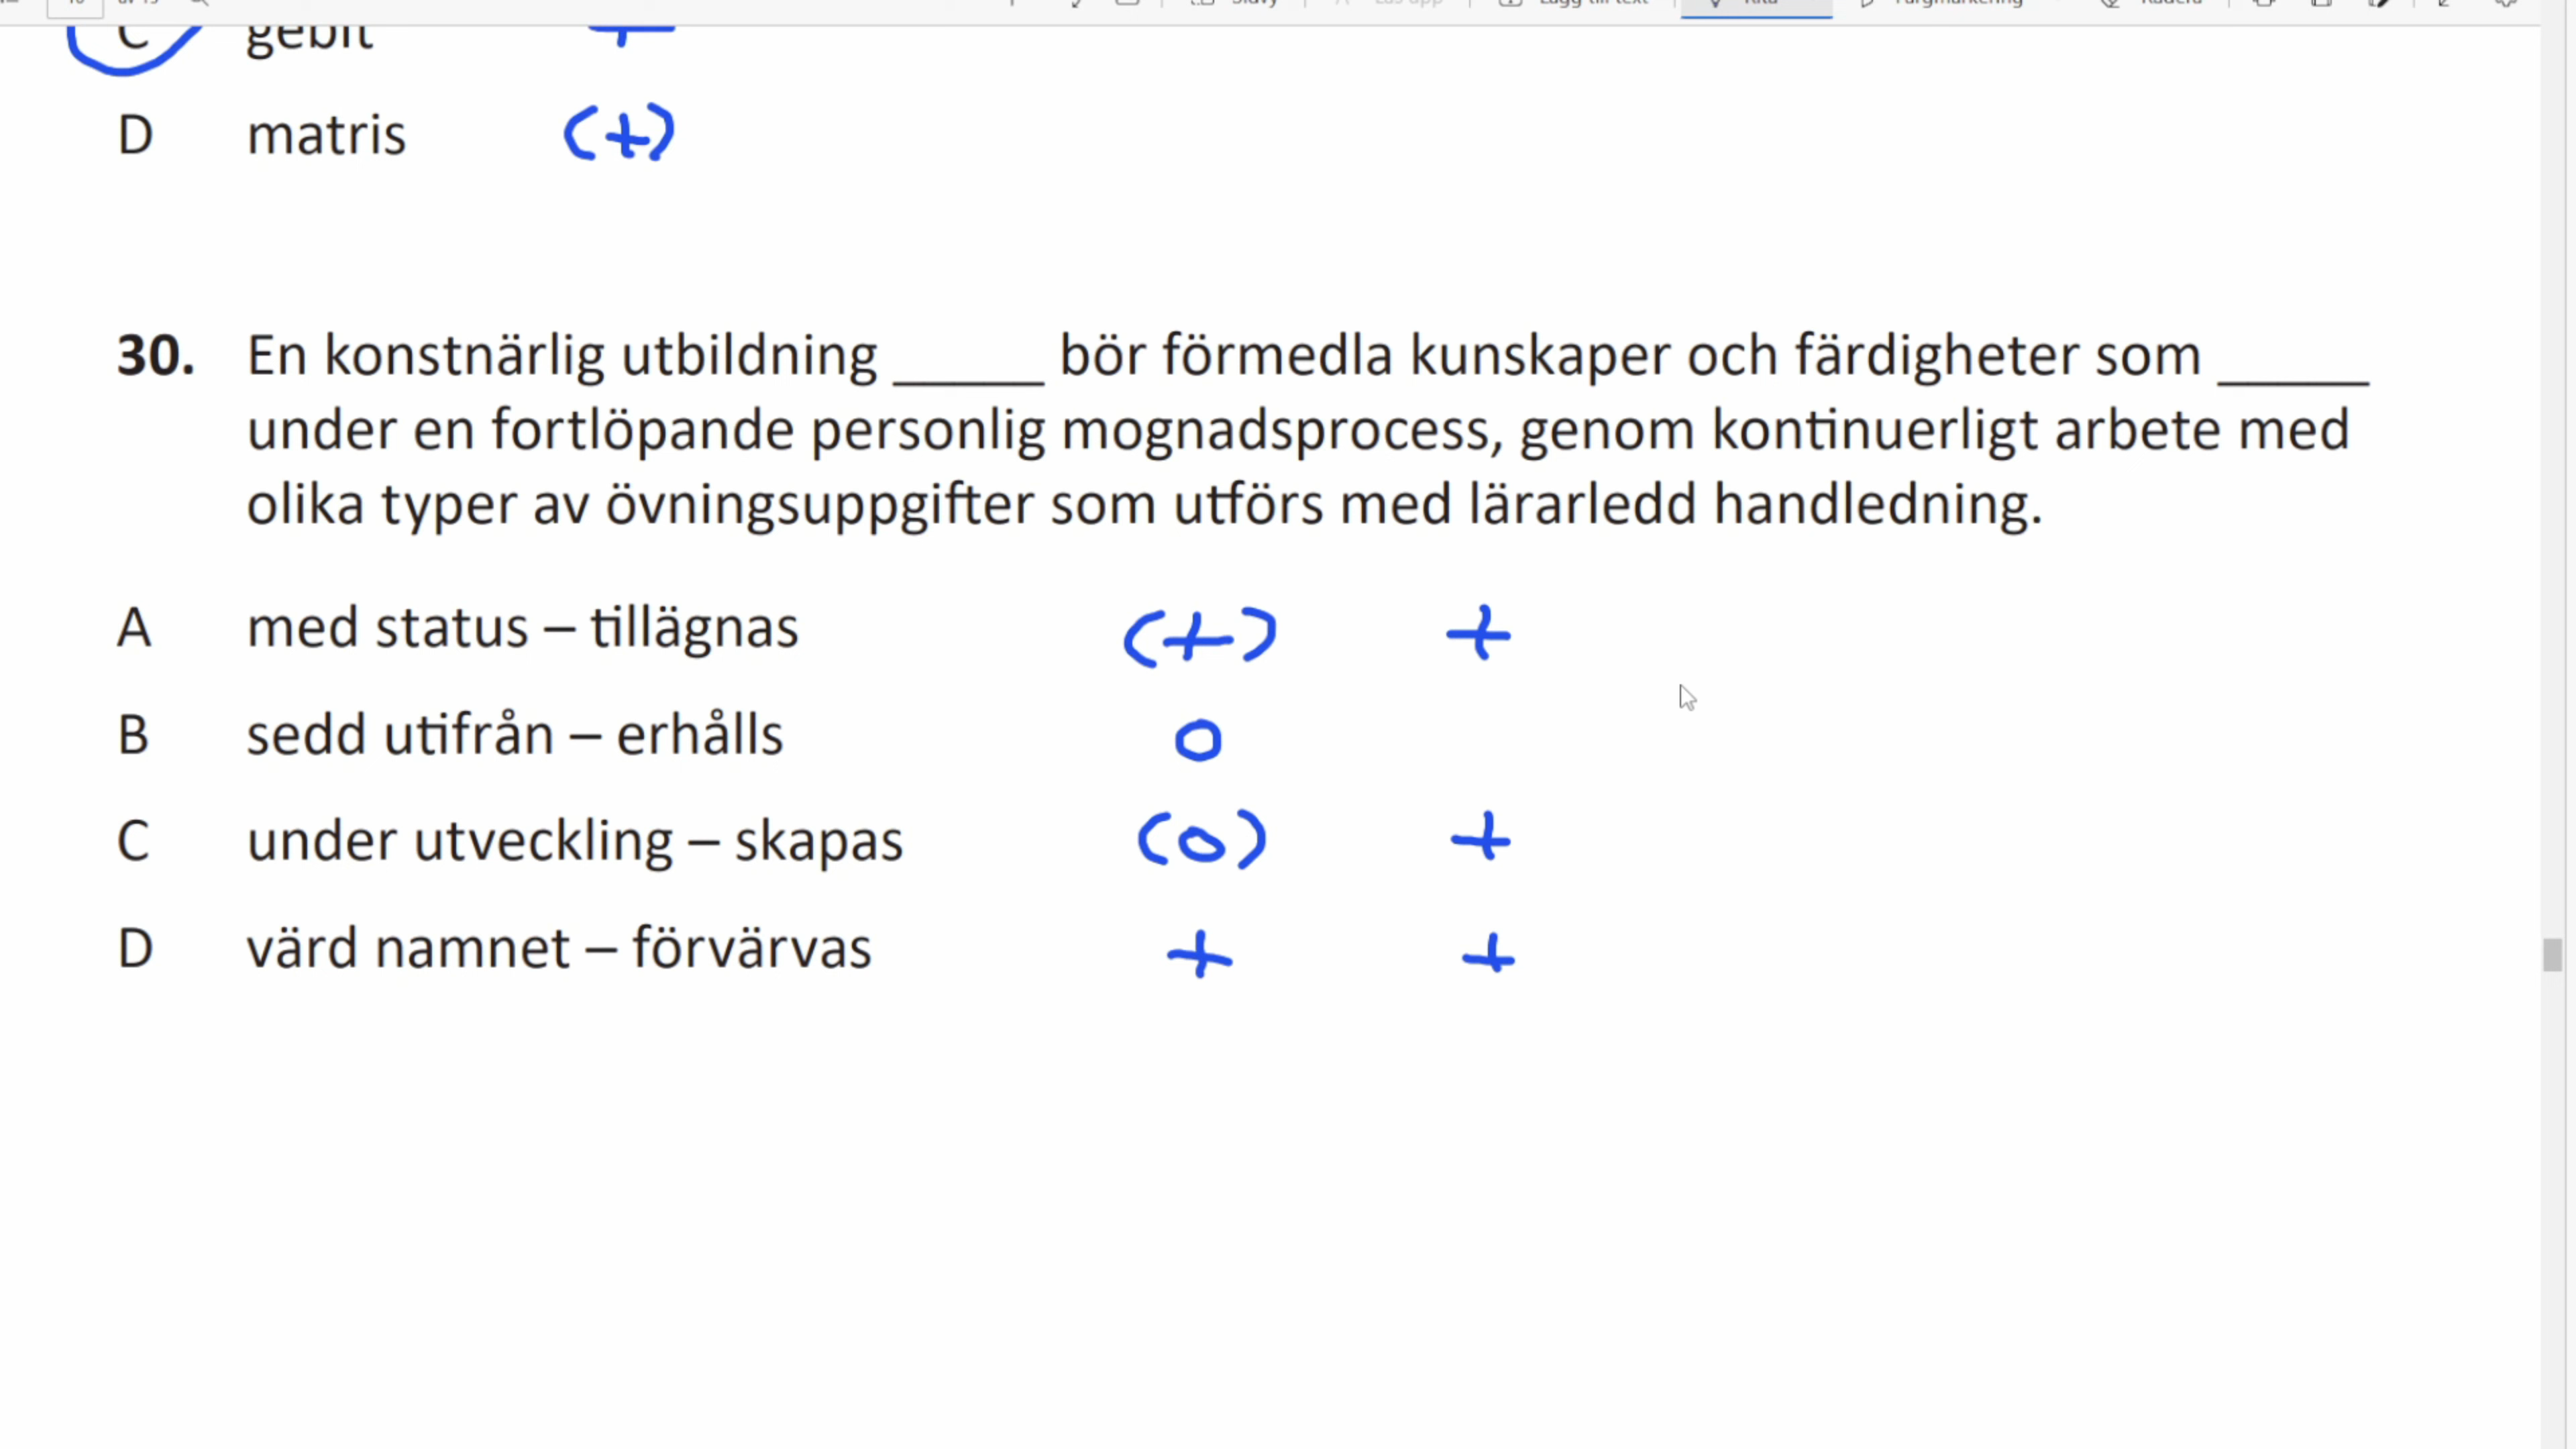 C gebit +
D matris (+)
30. En konstnärlig utbildning _____ bör förmedla kunskaper och färdigheter som _____
under en fortlöpande personlig mognadsprocess, genom kontinuerligt arbete med
olika typer av övningsuppgifter som utförs med lärarledd handledning.
A med status – tillägnas (+) +
B sedd utifrån – erhålls 0
C under utveckling – skapas (0) +
D värd namnet – förvärvas + +